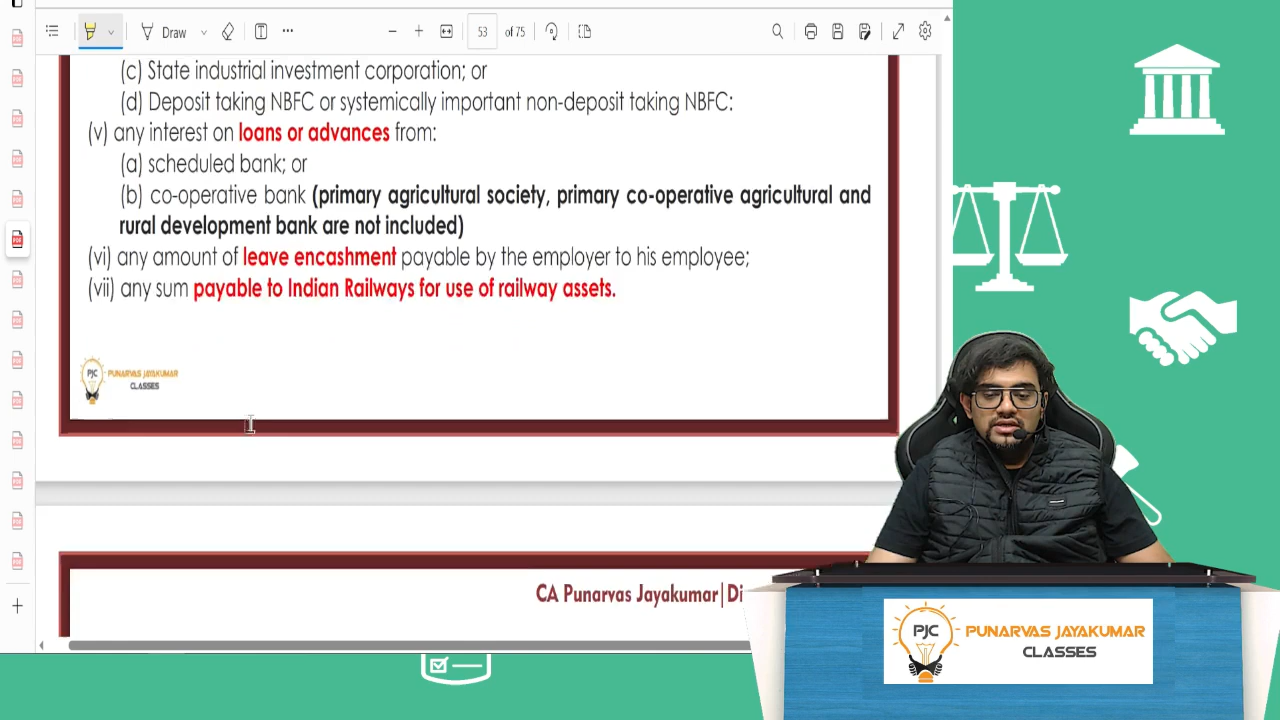 Draw
53 of 75
(c) State industrial investment corporation; or
(d) Deposit taking NBFC or systemically important non-deposit taking NBFC:
(v) any interest on loans or advances from:
(a) scheduled bank; or
(b) co-operative bank (primary agricultural society, primary co-operative agricultural and
rural development bank are not included)
(vi) any amount of leave encashment payable by the employer to his employee;
(vii) any sum payable to Indian Railways for use of railway assets.
PJC PUNARVAS JAYAKUMAR
CLASSES
CA Punarvas Jayakumar|Di
PJC PUNARVAS JAYAKUMAR
CLASSES